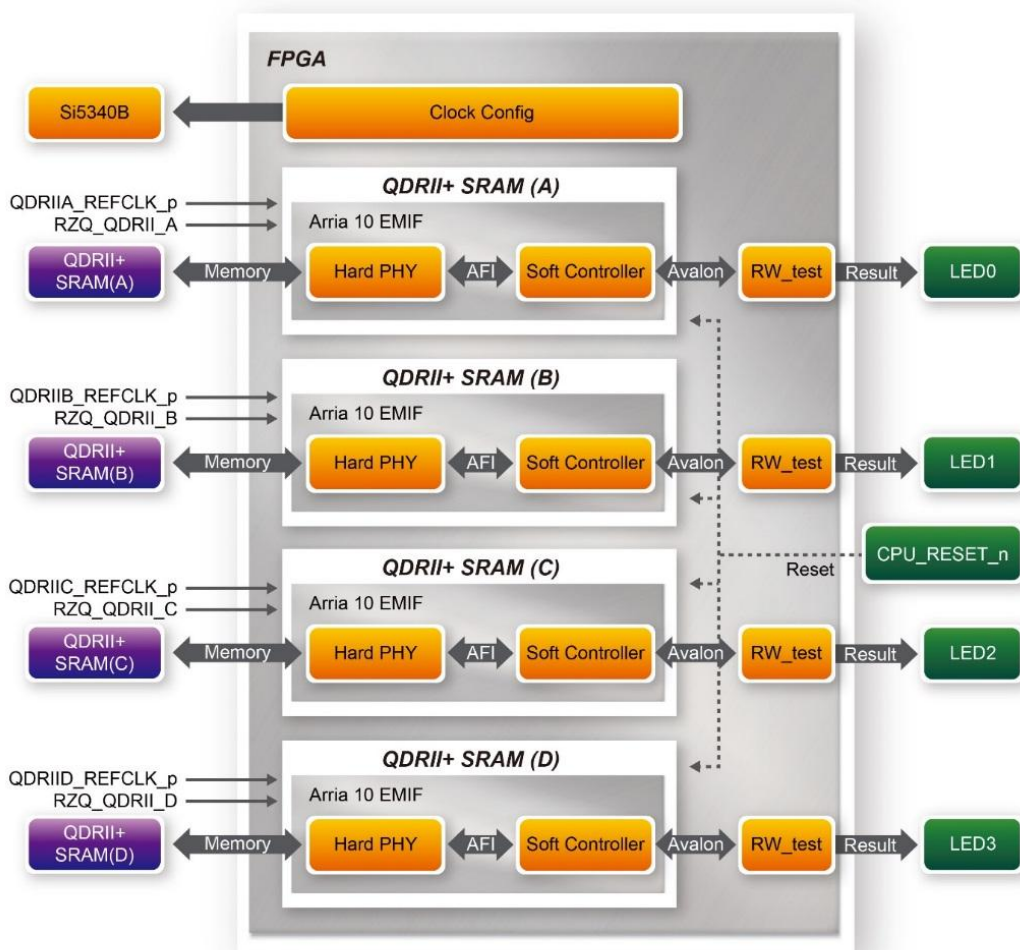 FPGA
Si5340B
Clock Config
QDRII+ SRAM (A)
QDRIIA_REFCLK_p
RZQ_QDRII_A
Arria 10 EMIF
QDRII+
SRAM(A)
Memory
Hard PHY
AFI
Soft Controller
Avalon
RW_test
Result
LED0
QDRII+ SRAM (B)
QDRIIB_REFCLK_p
RZQ_QDRII_B
Arria 10 EMIF
QDRII+
SRAM(B)
Memory
Hard PHY
AFI
Soft Controller
Avalon
RW_test
Result
LED1
CPU_RESET_n
Reset
QDRII+ SRAM (C)
QDRIIC_REFCLK_p
RZQ_QDRII_C
Arria 10 EMIF
QDRII+
SRAM(C)
Memory
Hard PHY
AFI
Soft Controller
Avalon
RW_test
Result
LED2
QDRII+ SRAM (D)
QDRIID_REFCLK_p
RZQ_QDRII_D
Arria 10 EMIF
QDRII+
SRAM(D)
Memory
Hard PHY
AFI
Soft Controller
Avalon
RW_test
Result
LED3